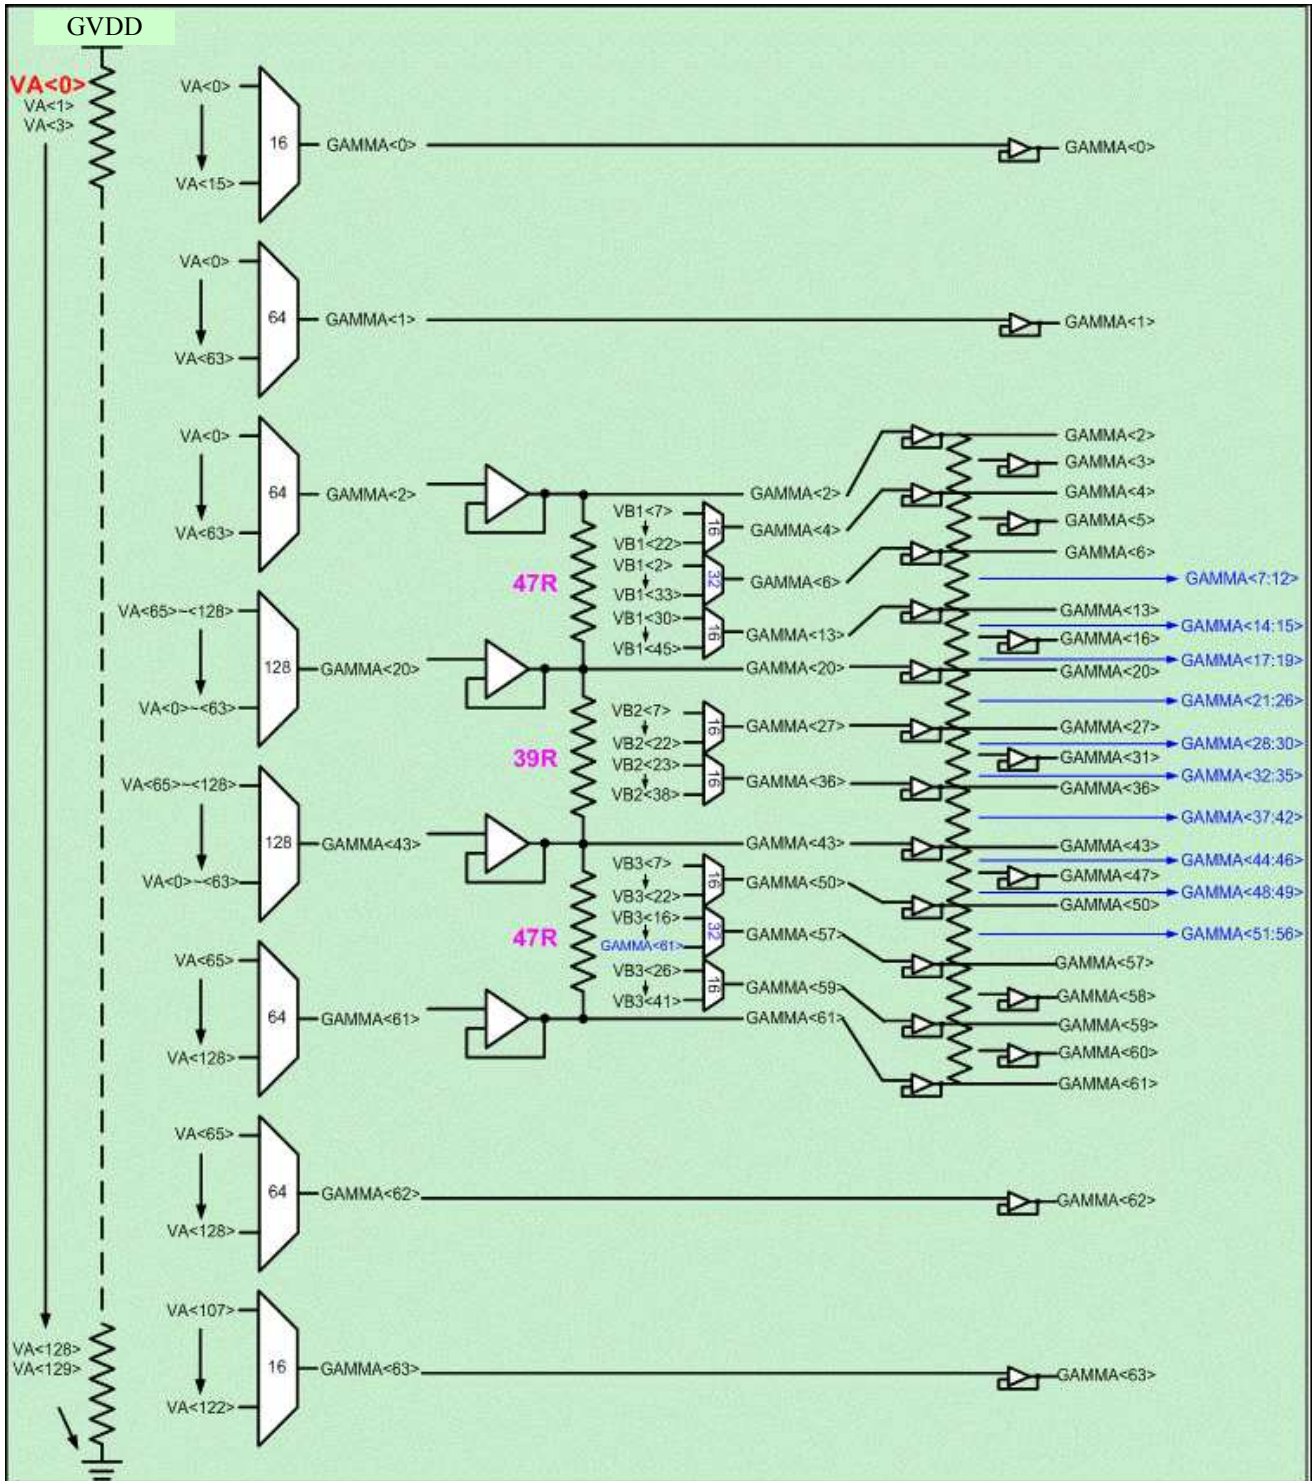 GVDD
VA<0>
VA<1>
VA<3>
VA<0>
VA<15>
16
GAMMA<0>
GAMMA<0>
VA<0>
VA<63>
64
GAMMA<1>
GAMMA<1>
VA<0>
VA<63>
64
GAMMA<2>
GAMMA<2>
VB1<7>
VB1<22>
16
GAMMA<4>
VB1<2>
VB1<33>
32
GAMMA<6>
VB1<30>
VB1<45>
16
GAMMA<13>
47R
VA<65>~<128>
VA<0>~<63>
128
GAMMA<20>
GAMMA<20>
VB2<7>
VB2<22>
16
GAMMA<27>
VB2<23>
VB2<38>
16
GAMMA<36>
39R
VA<65>~<128>
VA<0>~<63>
128
GAMMA<43>
GAMMA<43>
VB3<7>
VB3<22>
16
GAMMA<50>
VB3<16>
GAMMA<61>
32
GAMMA<57>
VB3<26>
VB3<41>
16
GAMMA<59>
47R
VA<65>
VA<128>
64
GAMMA<61>
GAMMA<61>
GAMMA<2>
GAMMA<3>
GAMMA<4>
GAMMA<5>
GAMMA<6>
GAMMA<7:12>
GAMMA<13>
GAMMA<14:15>
GAMMA<16>
GAMMA<17:19>
GAMMA<20>
GAMMA<21:26>
GAMMA<27>
GAMMA<28:30>
GAMMA<31>
GAMMA<32:35>
GAMMA<36>
GAMMA<37:42>
GAMMA<43>
GAMMA<44:46>
GAMMA<47>
GAMMA<48:49>
GAMMA<50>
GAMMA<51:56>
GAMMA<57>
GAMMA<58>
GAMMA<59>
GAMMA<60>
GAMMA<61>
VA<65>
VA<128>
64
GAMMA<62>
GAMMA<62>
VA<107>
VA<122>
16
GAMMA<63>
GAMMA<63>
VA<128>
VA<129>